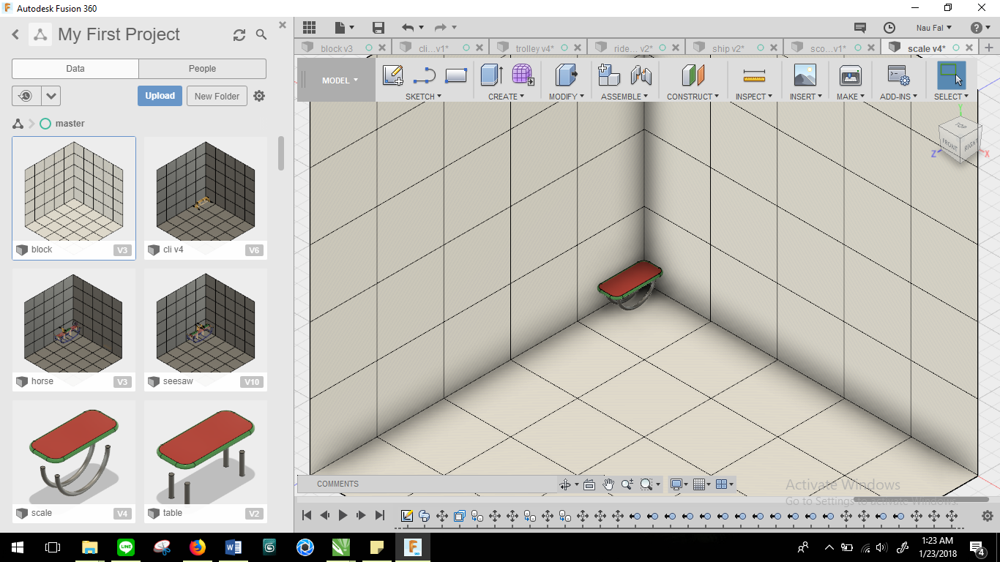 Autodesk Fusion 360
My First Project
Data
People
Upload
New Folder
master
block
V3
cli v4
V6
horse
V3
seesaw
V10
scale
V4
table
V2
Nau Fal
block v3
cli...v1*
trolley v4*
ride... v2*
ship v2*
sco...v1*
scale v4*
MODEL
SKETCH
CREATE
MODIFY
ASSEMBLE
CONSTRUCT
INSPECT
INSERT
MAKE
ADD-INS
SELECT
TOP
FRONT
RIGHT
Y
Z
X
COMMENTS
Activate Windows
Go to Settings to activate Windows.
1:23 AM
1/23/2018
4